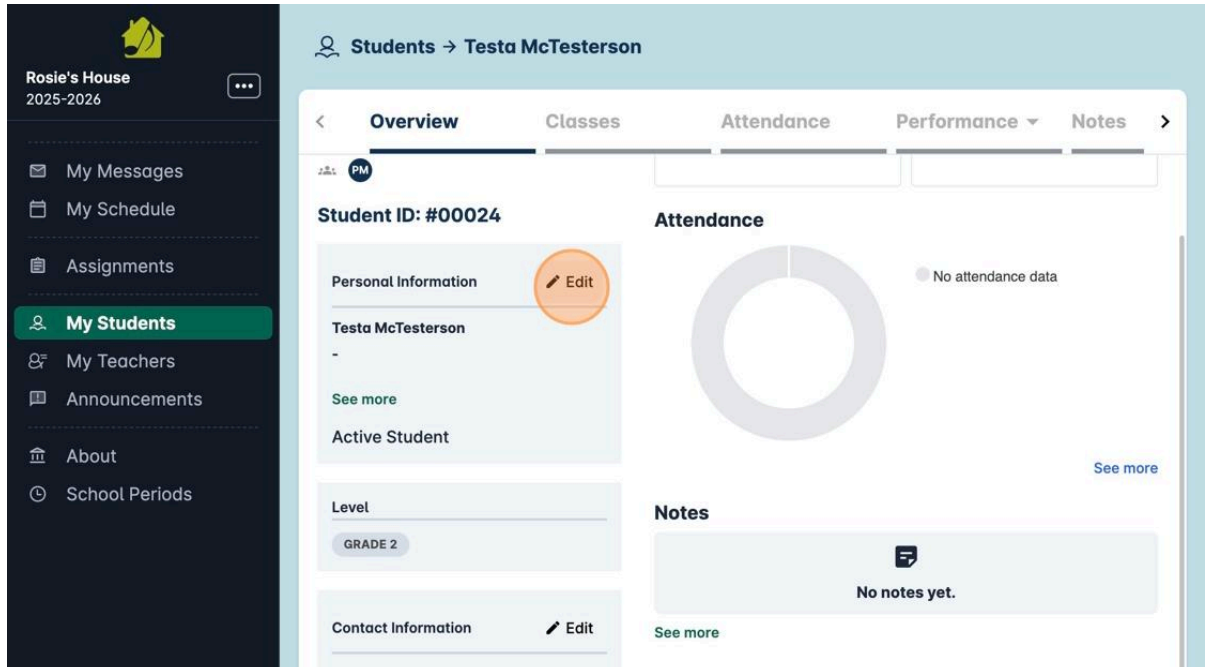 Rosie's House
2025-2026
...
My Messages
My Schedule
Assignments
My Students
My Teachers
Announcements
About
School Periods
Students → Testa McTesterson
Overview
Classes
Attendance
Performance
Notes
PM
Student ID: #00024
Personal Information
Edit
Testa McTesterson
-
See more
Active Student
Level
GRADE 2
Contact Information
Edit
Attendance
No attendance data
See more
Notes
No notes yet.
See more